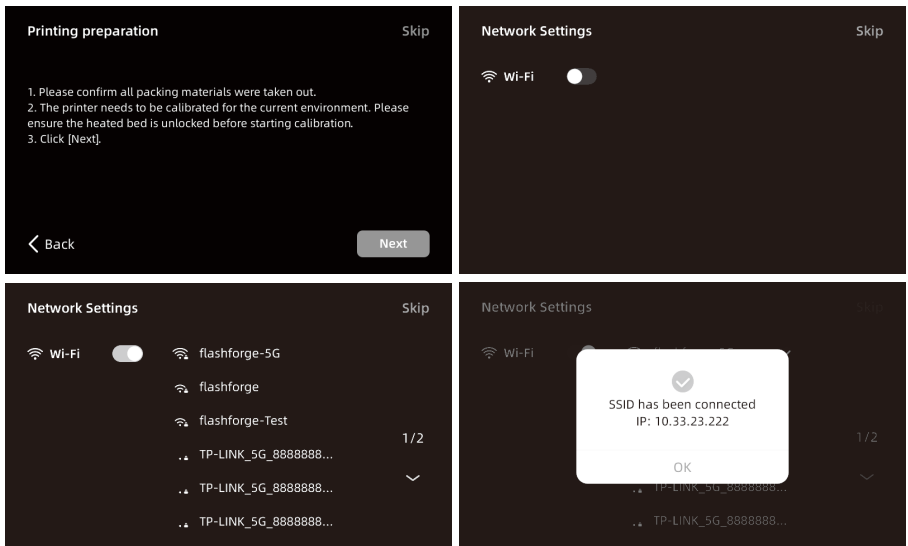 Printing preparation
Skip
1. Please confirm all packing materials were taken out.
2. The printer needs to be calibrated for the current environment. Please
ensure the heated bed is unlocked before starting calibration.
3. Click [Next].
Back
Next
Network Settings
Skip
Wi-Fi
Network Settings
Skip
Wi-Fi
flashforge-5G
flashforge
flashforge-Test
1/2
TP-LINK_5G_8888888...
TP-LINK_5G_8888888...
TP-LINK_5G_8888888...
Network Settings
Skip
Wi-Fi
SSID has been connected
IP: 10.33.23.222
1/2
OK
TP-LINK_5G_8888888...
TP-LINK_5G_8888888...